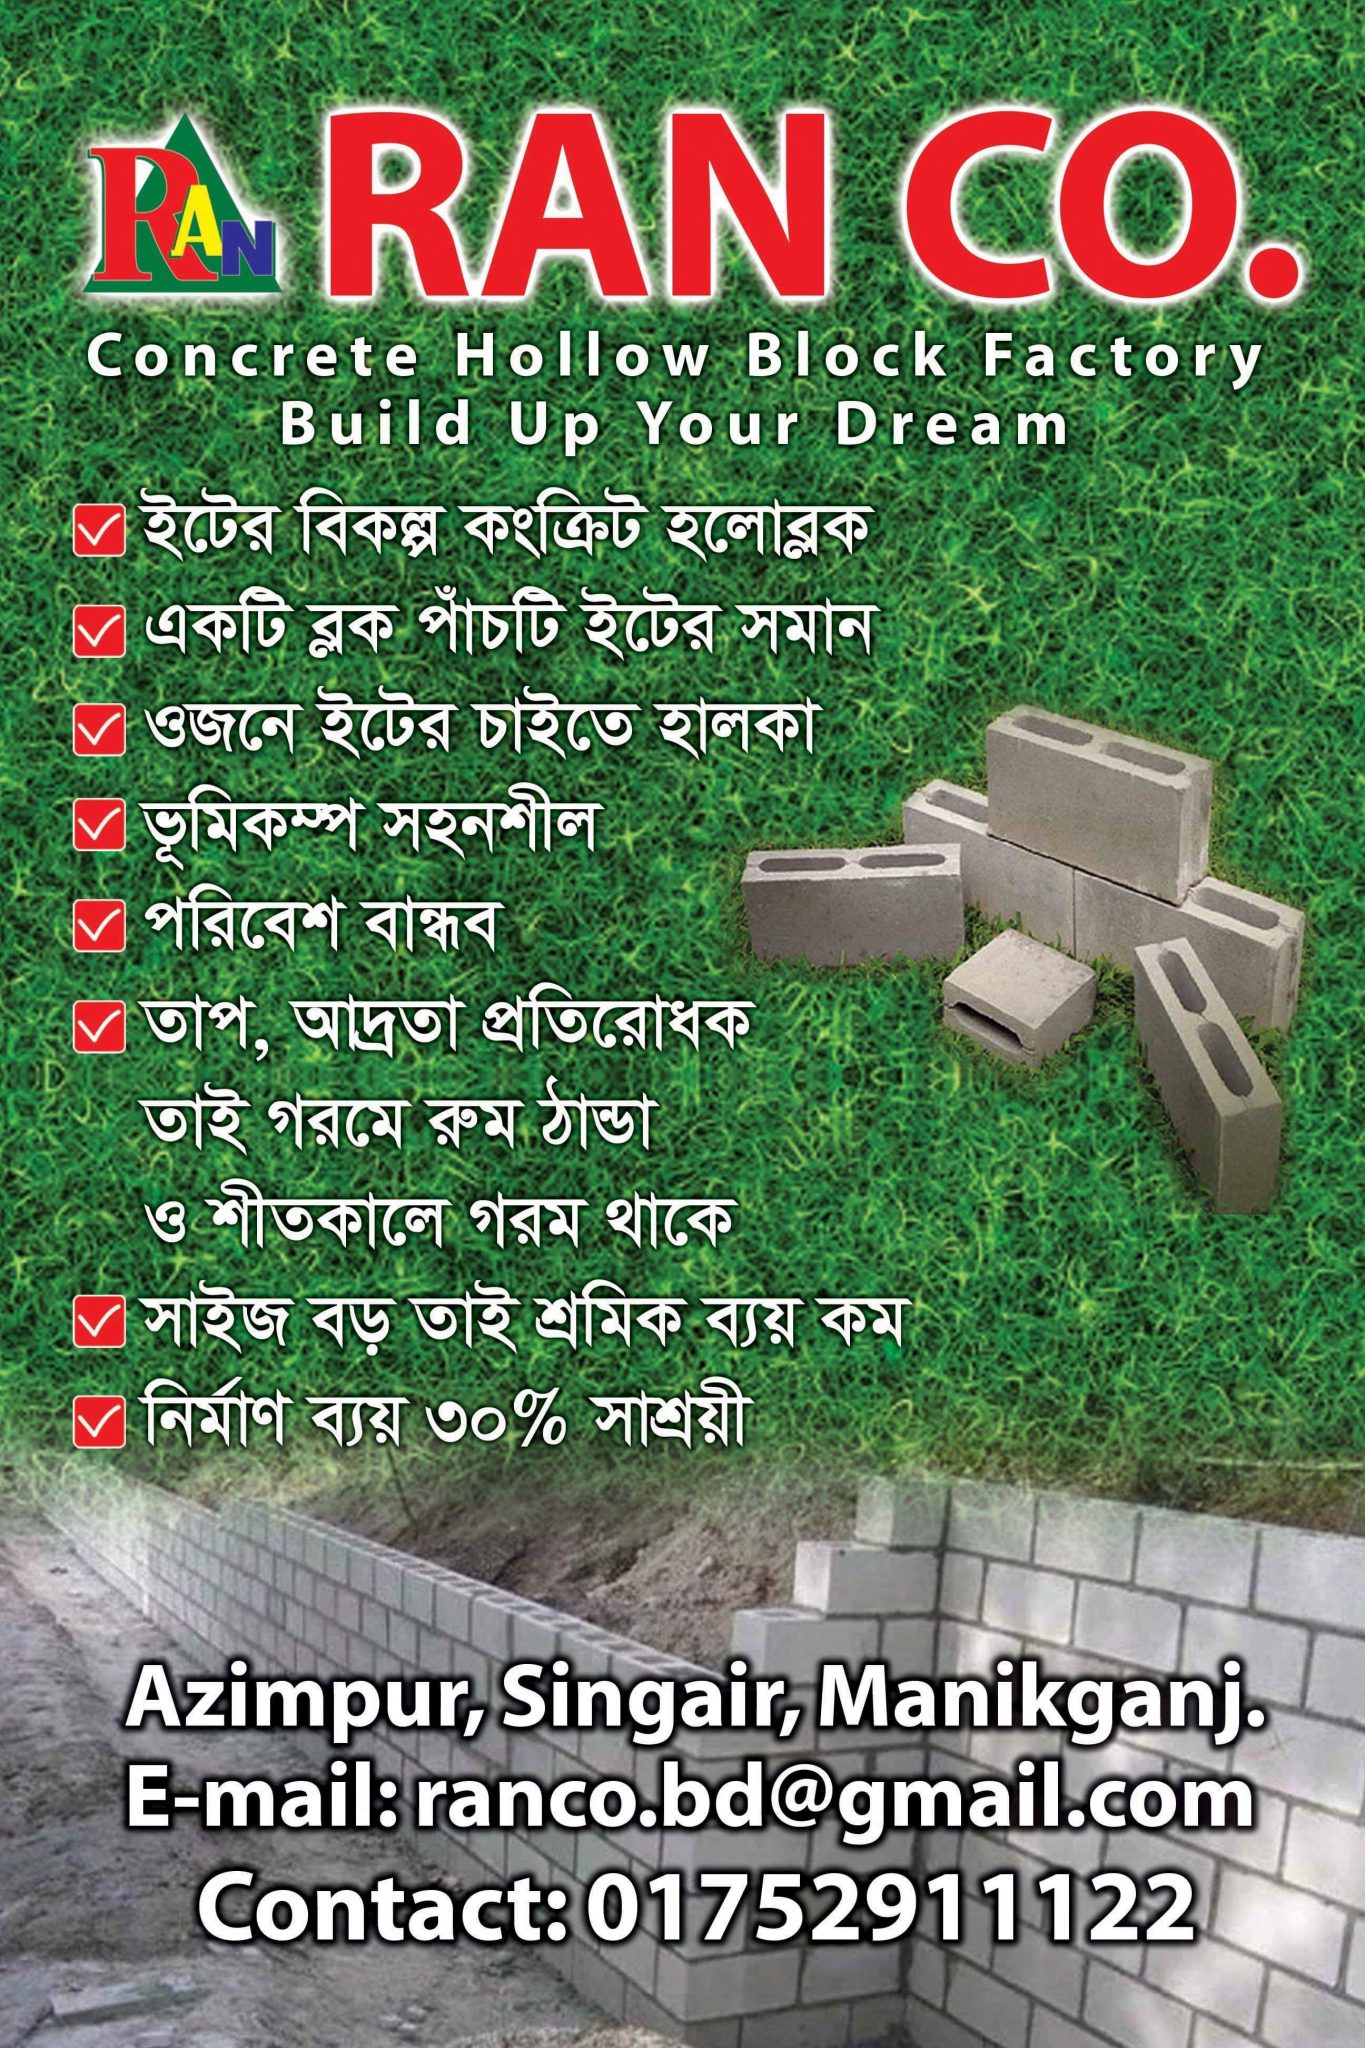 RAN
RAN CO.
Concrete Hollow Block Factory
Build Up Your Dream
ইটের বিকল্প কংক্রিট হলোব্লক
একটি ব্লক পাঁচটি ইটের সমান
ওজনে ইটের চাইতে হালকা
ভূমিকম্প সহনশীল
পরিবেশ বান্ধব
তাপ, আদ্রতা প্রতিরোধক
তাই গরমে রুম ঠান্ডা
ও শীতকালে গরম থাকে
সাইজ বড় তাই শ্রমিক ব্যয় কম
নির্মাণ ব্যয় ৩০% সাশ্রয়ী
Azimpur, Singair, Manikganj.
E-mail: ranco.bd@gmail.com
Contact: 01752911122